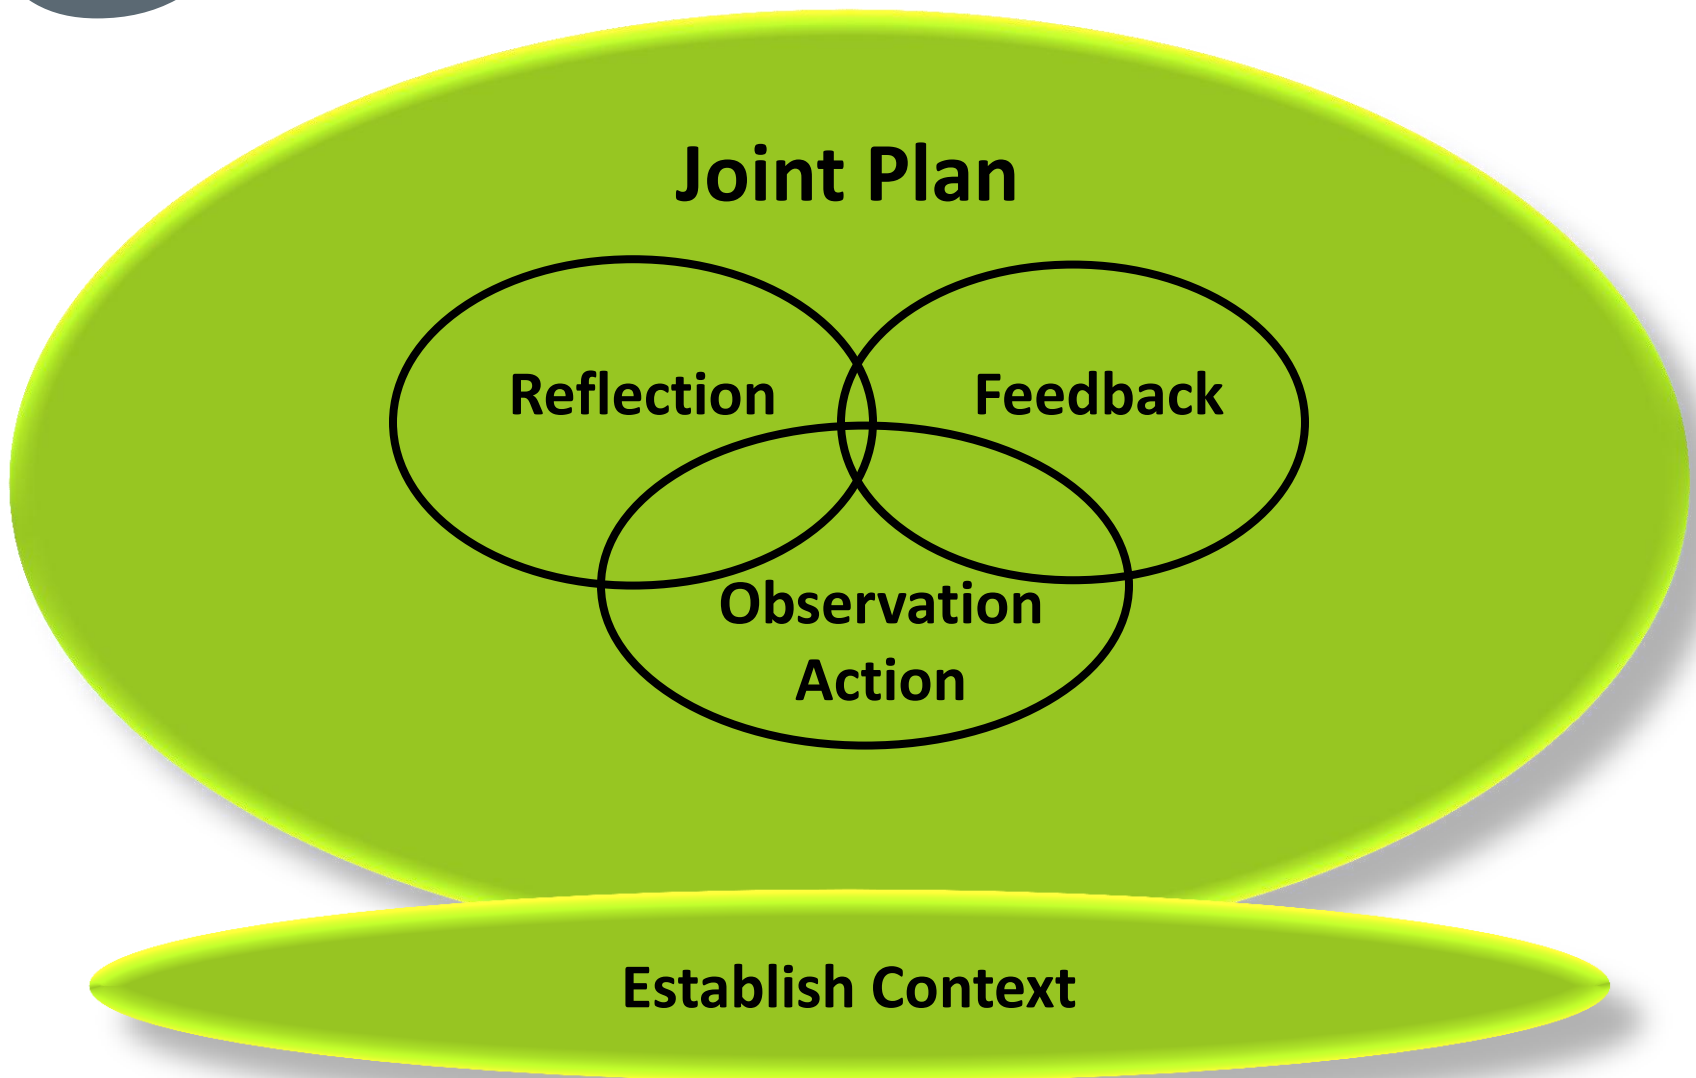 Joint Plan
Reflection
Feedback
Observation
Action
Establish Context